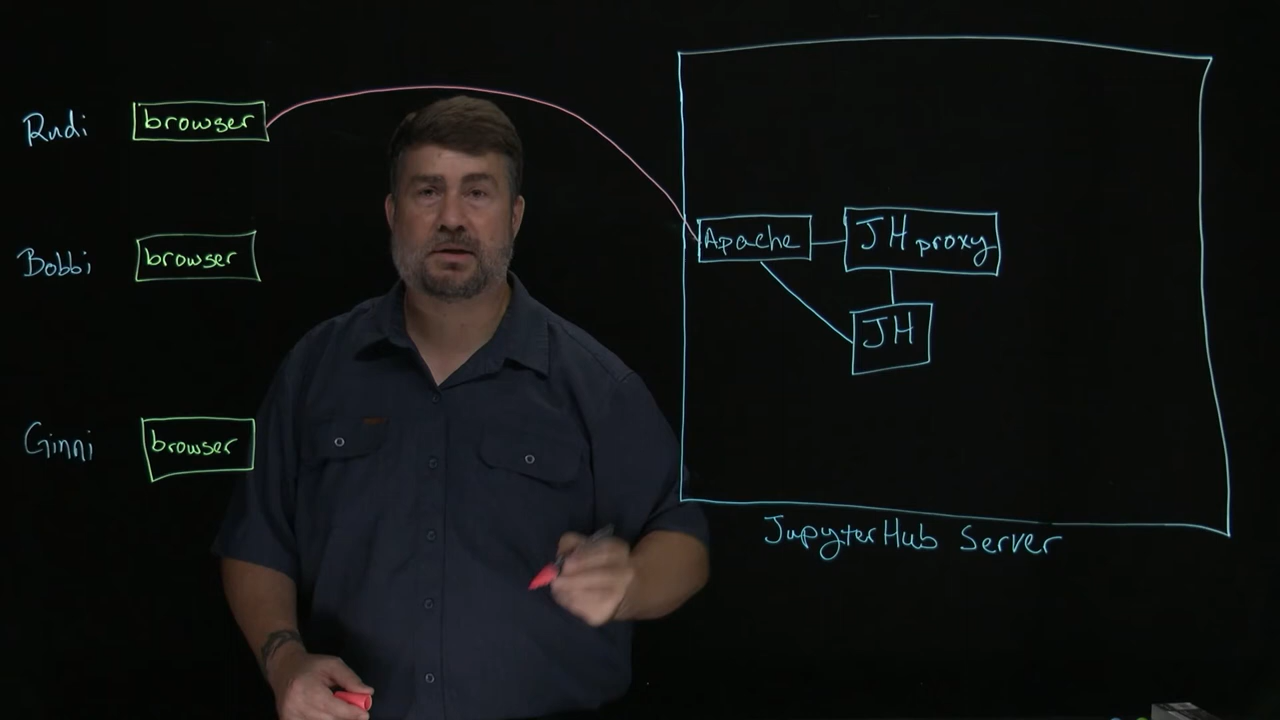 Rudi
browser
Bobbi
browser
Ginni
browser
Apache
JH proxy
JH
JupyterHub Server